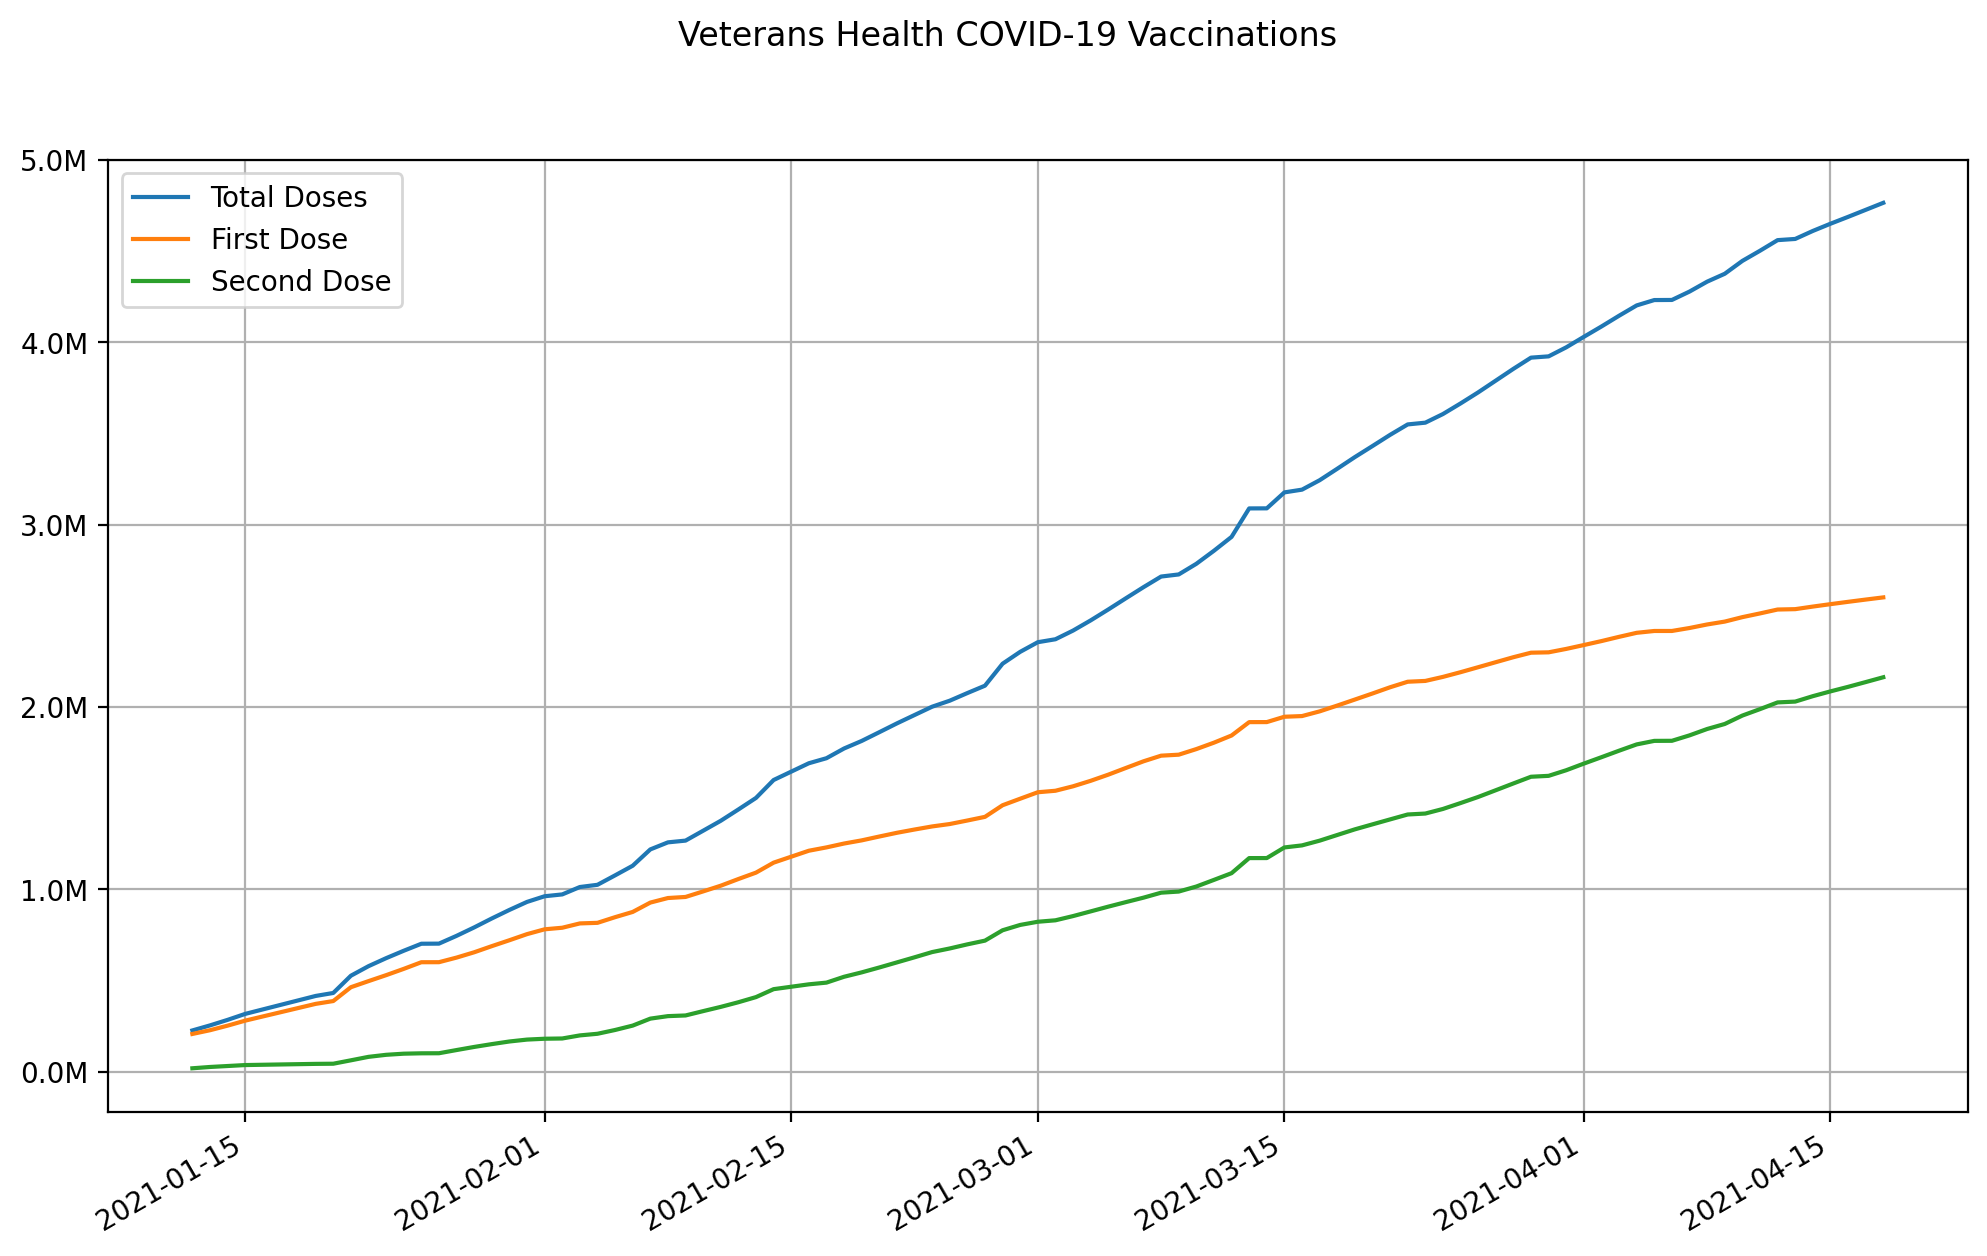 Veterans Health COVID-19 Vaccinations
5.0M
4.0M
3.0M
2.0M
1.0M
0.0M
Total Doses
First Dose
Second Dose
2021-01-15
2021-02-01
2021-02-15
2021-03-01
2021-03-15
2021-04-01
2021-04-15